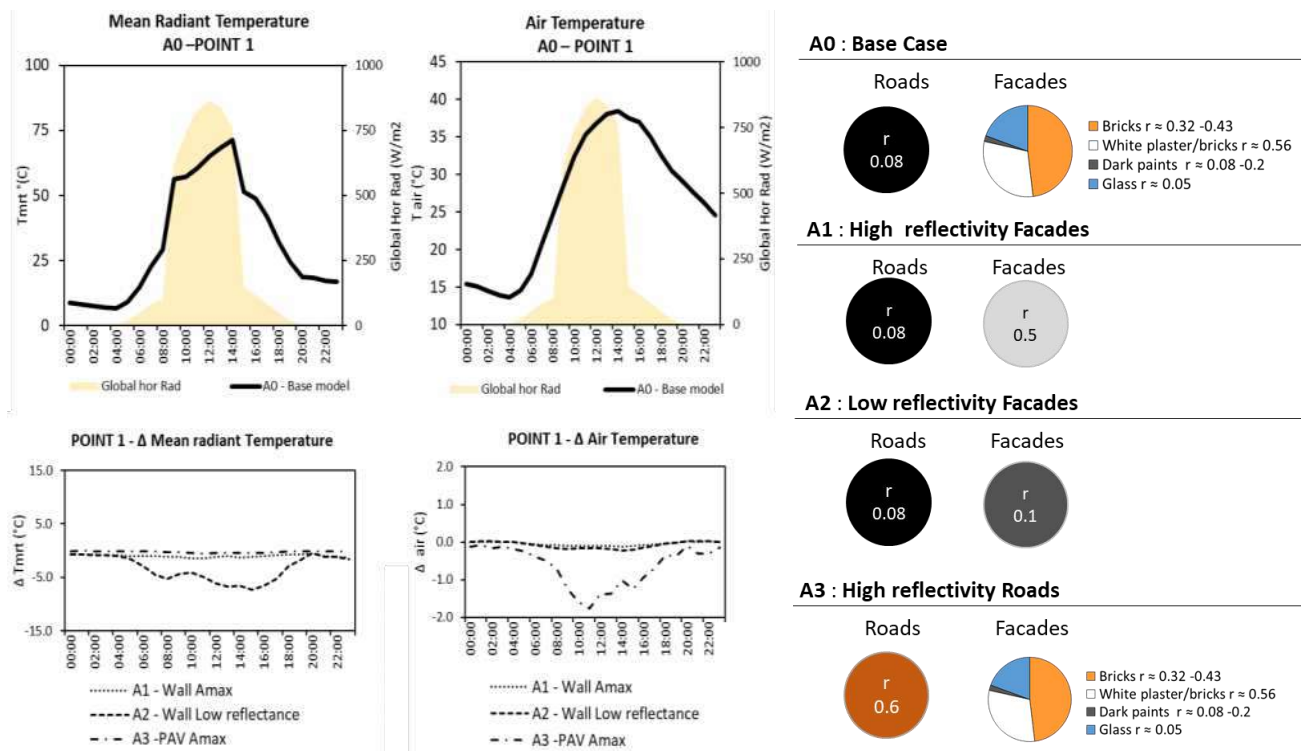 Mean Radiant Temperature
A0 –POINT 1
100
75
50
25
0
Tmrt °(C)
1000
750
500
250
0
Global Hor Rad (W/m2)
00:00
02:00
04:00
06:00
08:00
10:00
12:00
14:00
16:00
18:00
20:00
22:00
Global hor Rad
A0 - Base model
Air Temperature
A0 – POINT 1
45
40
35
30
25
20
15
10
T air (°C)
1000
750
500
250
0
Global Hor Rad (W/m2)
00:00
02:00
04:00
06:00
08:00
10:00
12:00
14:00
16:00
18:00
20:00
22:00
Global hor Rad
A0 - Base model
POINT 1 - Δ Mean radiant Temperature
15.0
5.0
-5.0
-15.0
Δ Tmrt (°C)
00:00
02:00
04:00
06:00
08:00
10:00
12:00
14:00
16:00
18:00
20:00
22:00
A1 - Wall Amax
A2 - Wall Low reflectance
A3 - PAV Amax
POINT 1 - Δ Air Temperature
2.0
1.0
0.0
-1.0
-2.0
Δ air (°C)
00:00
02:00
04:00
06:00
08:00
10:00
12:00
14:00
16:00
18:00
20:00
22:00
A1 - Wall Amax
A2 - Wall Low reflectance
A3 -PAV Amax
A0 : Base Case
Roads Facades
r
0.08
Bricks r ≈ 0.32 -0.43
White plaster/bricks r ≈ 0.56
Dark paints r ≈ 0.08 -0.2
Glass r ≈ 0.05
A1 : High reflectivity Facades
Roads Facades
r r
0.08 0.5
A2 : Low reflectivity Facades
Roads Facades
r r
0.08 0.1
A3 : High reflectivity Roads
Roads Facades
r
0.6
Bricks r ≈ 0.32 -0.43
White plaster/bricks r ≈ 0.56
Dark paints r ≈ 0.08 -0.2
Glass r ≈ 0.05